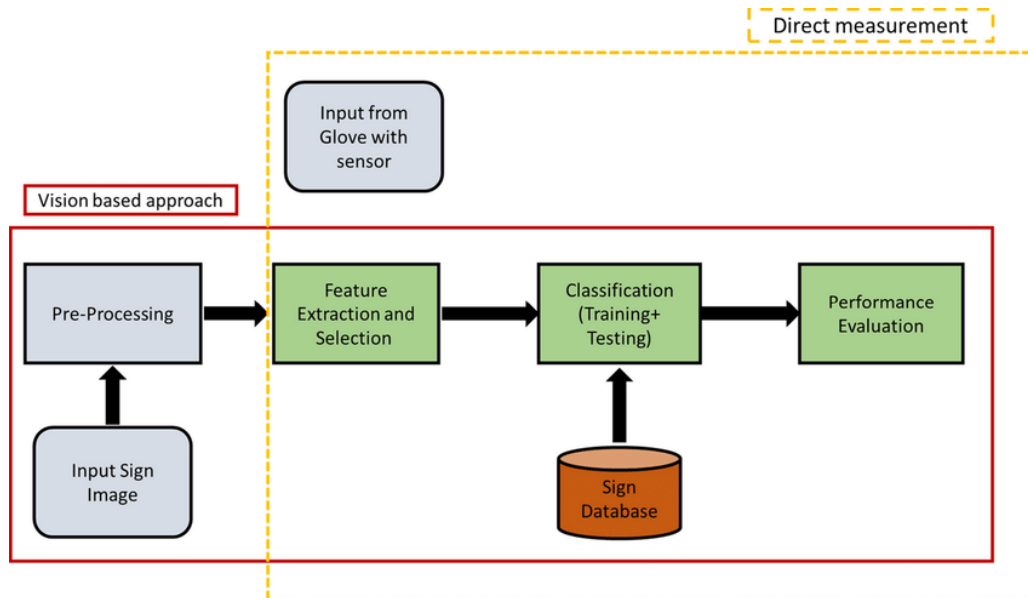 Direct measurement
Input from
Glove with
sensor
Vision based approach
Pre-Processing
Feature
Extraction and
Selection
Classification
(Training+
Testing)
Performance
Evaluation
Input Sign
Image
Sign
Database